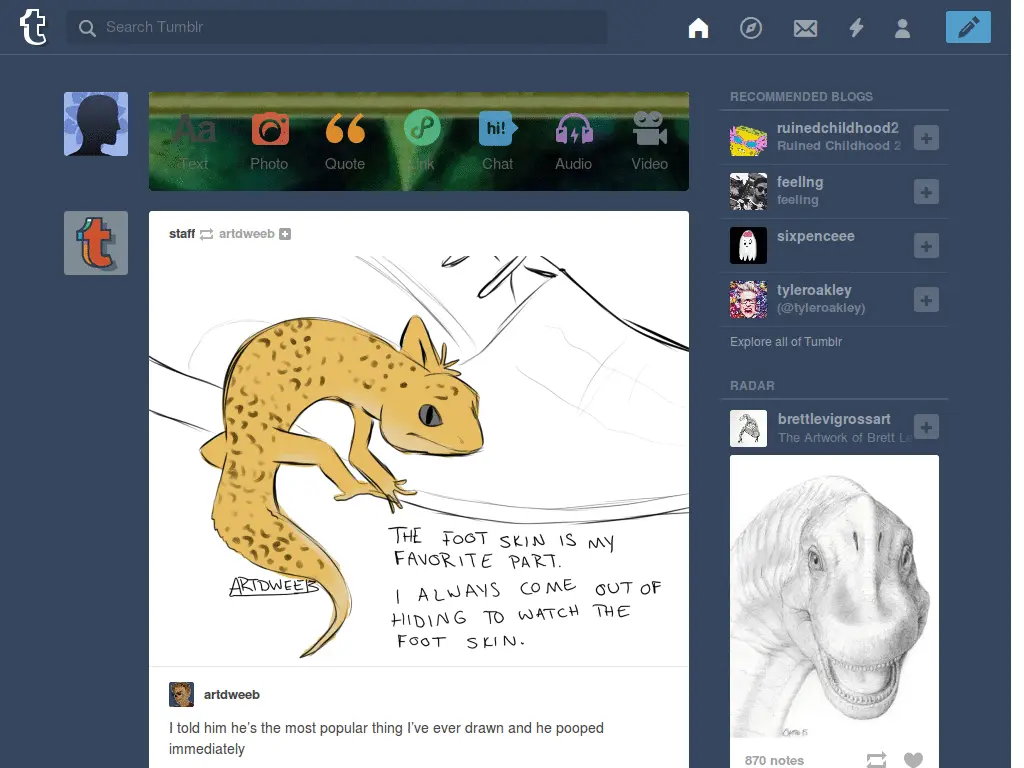 t
Search Tumblr
Aa
Text
Photo
Quote
Link
hi!
Chat
Audio
Video
RECOMMENDED BLOGS
ruinedchildhood2
Ruined Childhood 2
feelIng
feeling
sixpenceee
tyleroakley
(@tyleroakley)
Explore all of Tumblr
RADAR
brettlevigrossart
The Artwork of Brett Le
870 notes
t
staff artdweeb
THE FOOT SKIN IS MY
FAVORITE PART.
I ALWAYS COME OUT OF
HIDING TO WATCH THE
FOOT SKIN.
ARTDWEEB
artdweeb
I told him he's the most popular thing I've ever drawn and he pooped
immediately